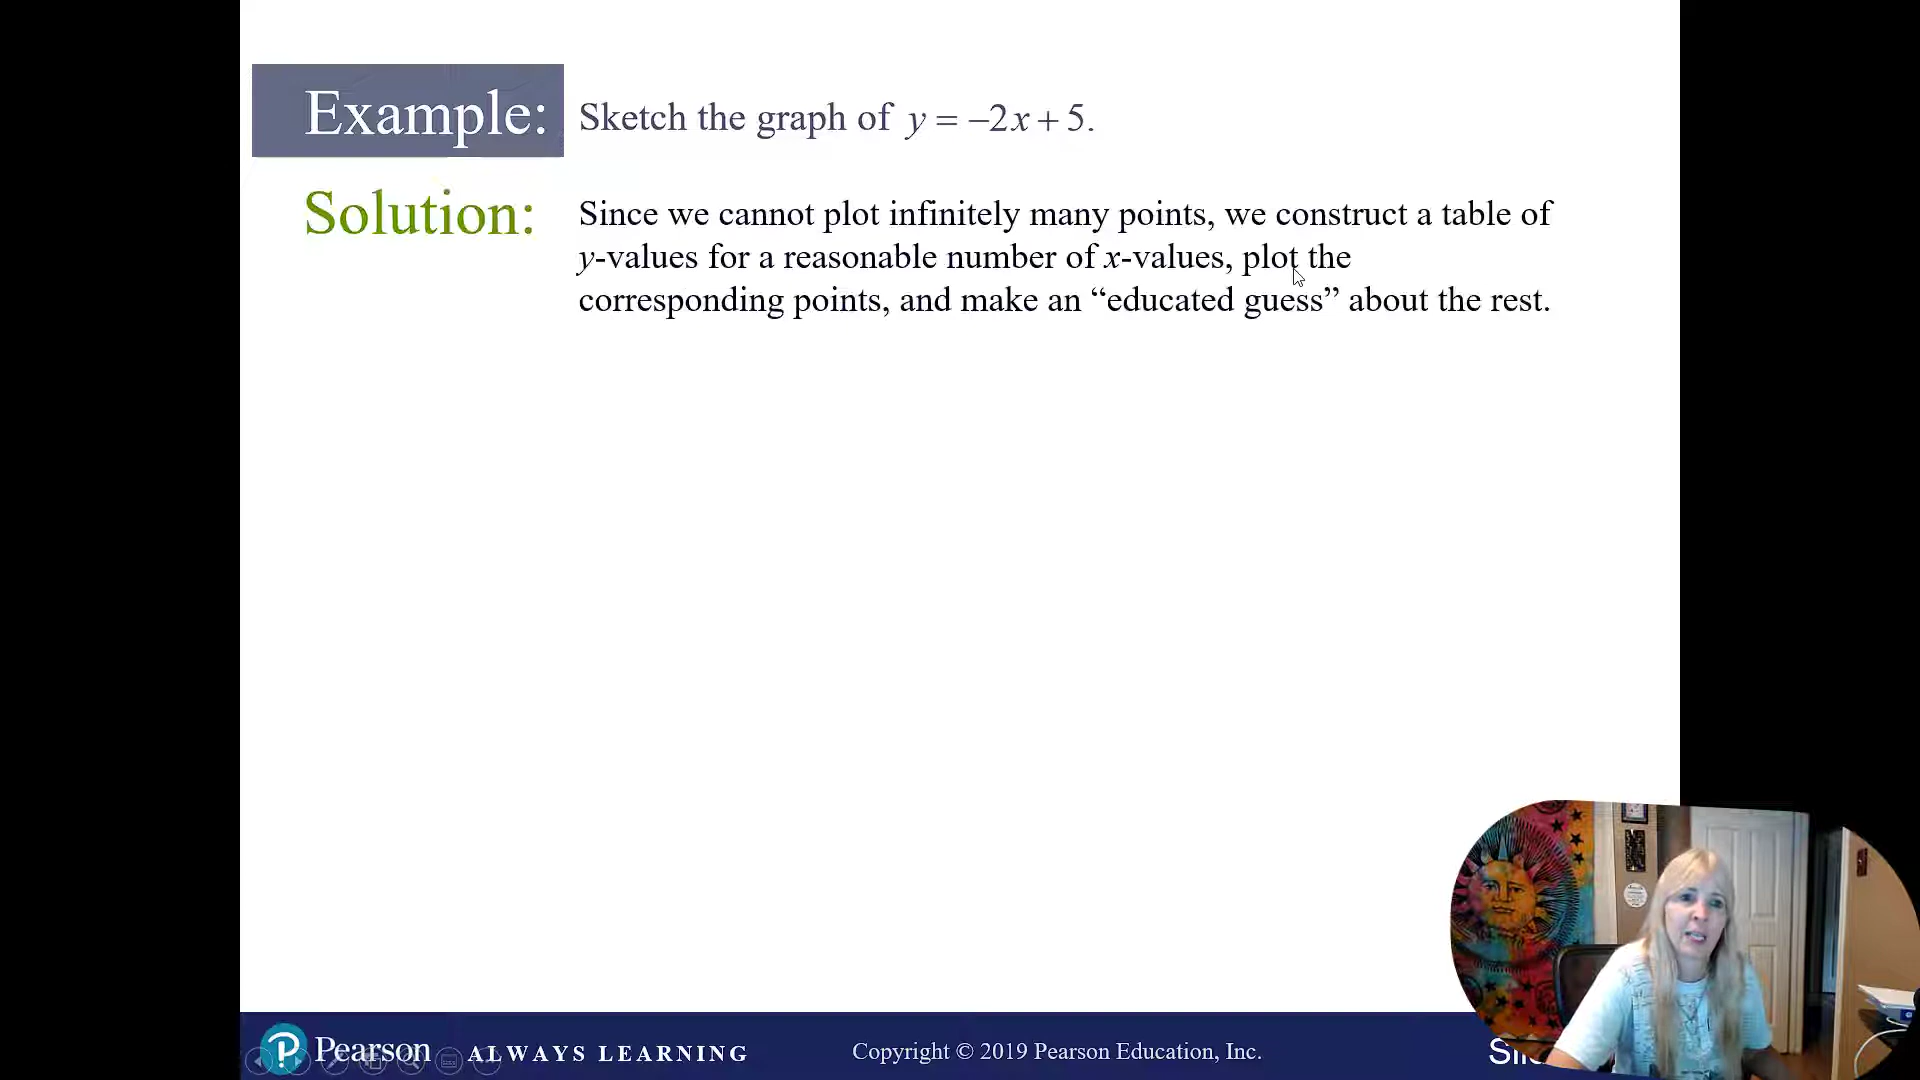 Example: Sketch the graph of y = −2x + 5.
Solution: Since we cannot plot infinitely many points, we construct a table of
y-values for a reasonable number of x-values, plot the
corresponding points, and make an “educated guess” about the rest.
Pearson ALWAYS LEARNING Copyright © 2019 Pearson Education, Inc.